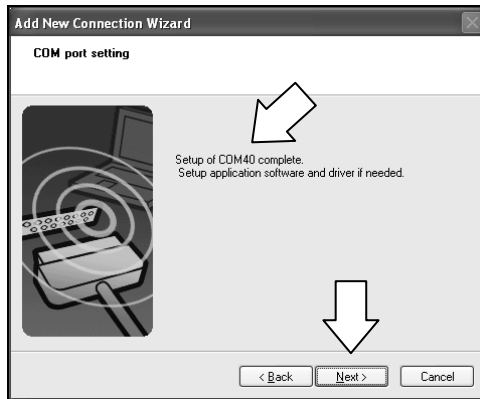 Add New Connection Wizard
COM port setting
Setup of COM40 complete.
Setup application software and driver if needed.
< Back
Next >
Cancel